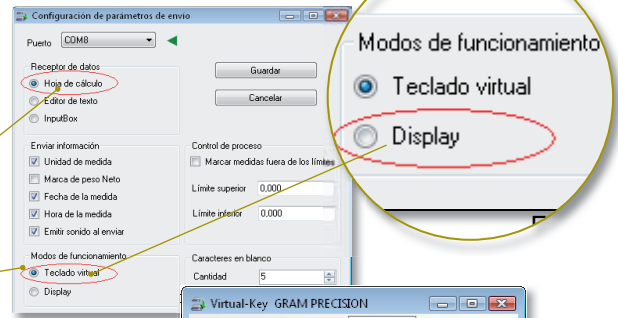 Configuración de parámetros de envío
Puerto COM8
Receptor de datos
Hoja de cálculo
Editor de texto
InputBox
Guardar
Cancelar
Enviar información
Unidad de medida
Marca de peso Neto
Fecha de la medida
Hora de la medida
Emitir sonido al enviar
Control de proceso
Marcar medidas fuera de los límites
Límite superior 0,000
Límite inferior 0,000
Modos de funcionamiento
Teclado virtual
Display
Caracteres en blanco
Cantidad 5
Modos de funcionamiento
Teclado virtual
Display
Virtual-Key GRAM PRECISION